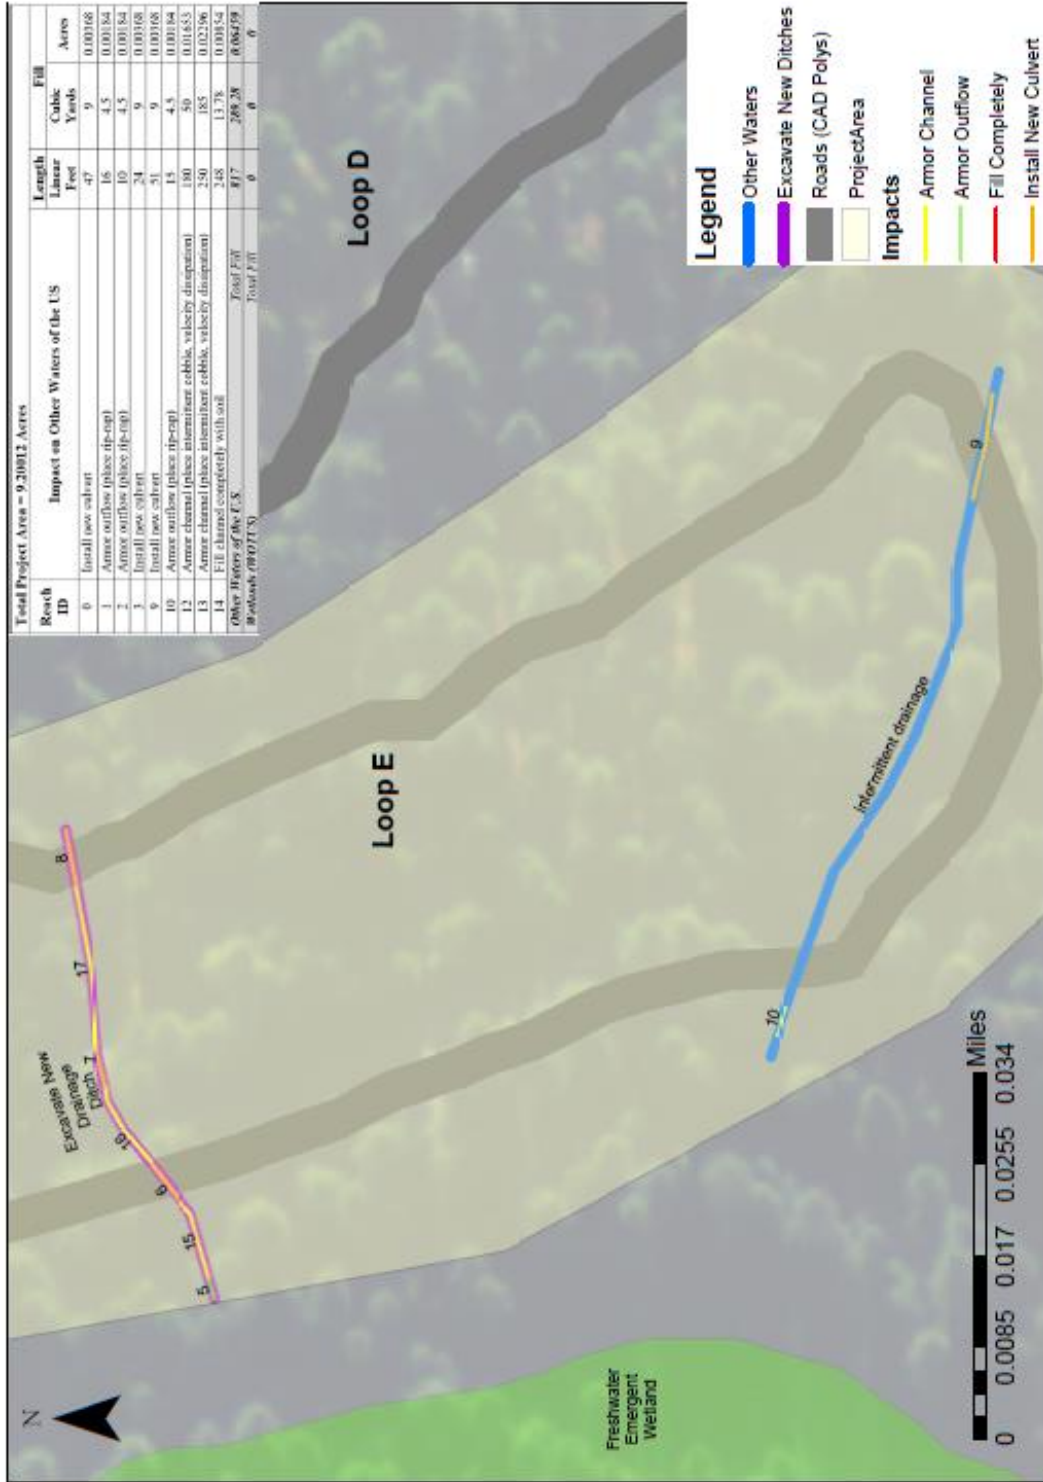 Total Project Area = 9.20012 Acres
Reach ID Impact on Other Waters of the US Length Linear Feet Fill Cubic Yards Acres
0 Install new culvert 47 9 0.00368
1 Armor outflow (place rip-rap) 16 4.5 0.00184
2 Armor outflow (place rip-rap) 10 4.5 0.00184
3 Install new culvert 24 9 0.00368
9 Install new culvert 51 9 0.00368
10 Armor outflow (place rip-rap) 15 4.5 0.00184
12 Armor channel (place intermittent cobble, velocity dissipation) 180 50 0.01653
13 Armor channel (place intermittent cobble, velocity dissipation) 250 185 0.02296
14 Fill channel completely with soil 248 13.78 0.00854
Other Waters of the U.S. Total Fill 817 289.28 0.06459
Wetlands (WOTUS) Total Fill 0 0 0
N
Excavate New
Drainage
Ditch
5
15
6
16
7
17
8
Loop E
Loop D
Freshwater
Emergent
Wetland
10
Intermittent drainage
9
0 0.0085 0.017 0.0255 0.034
Miles
Legend
Other Waters
Excavate New Ditches
Roads (CAD Polys)
ProjectArea
Impacts
Armor Channel
Armor Outflow
Fill Completely
Install New Culvert